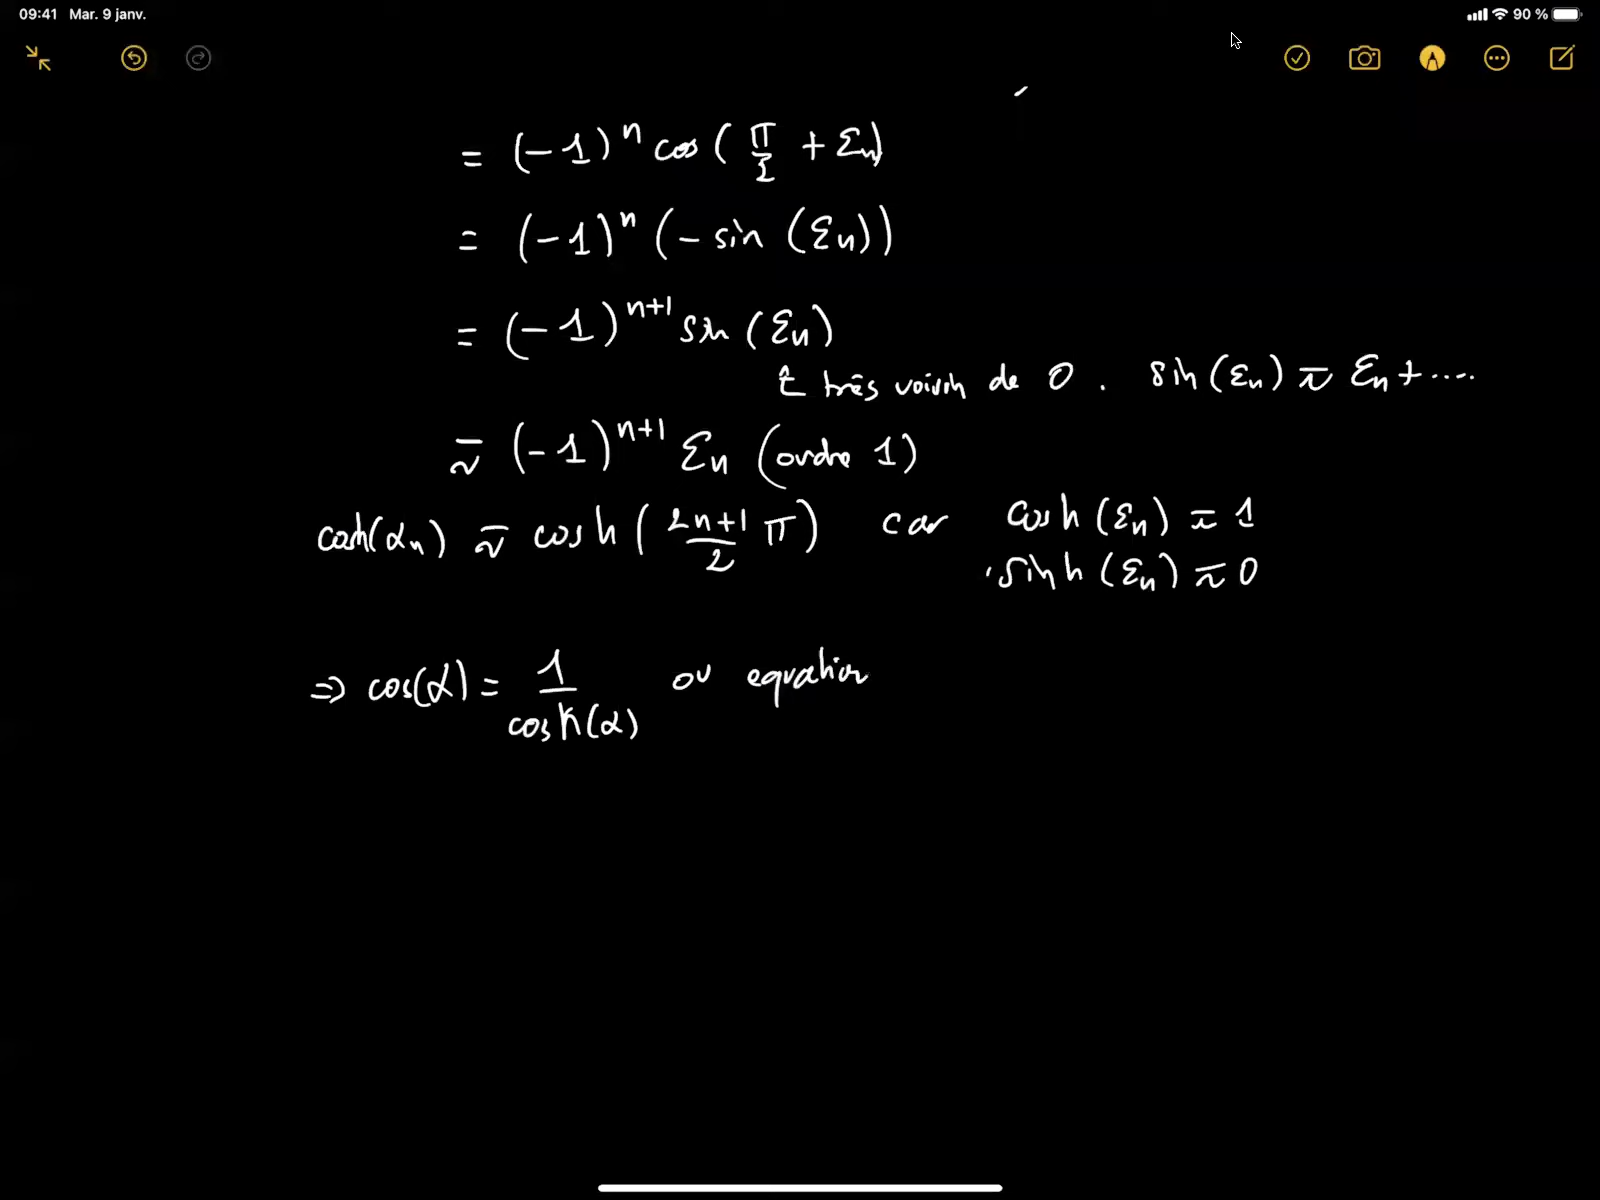 09:41 Mar. 9 janv. 90 %
= (-1)^n cos(π/2 + εn)
= (-1)^n (- sin (εn))
= (-1)^{n+1} sin (εn)
↑ três voisin de 0 . sin(εn) ≈ εn + ....
≈ (-1)^{n+1} εn (ordre 1)
cosh(αn) ≈ cosh ( (2n+1)/2 π ) car cosh (εn) ≈ 1
. sinh (εn) ≈ 0
⇒ cos(α) = 1/cosh(α) ou equation